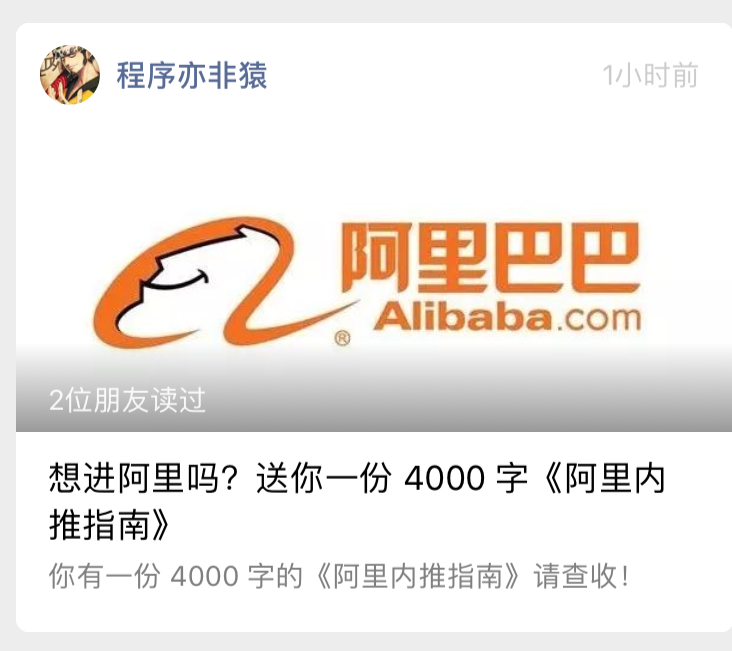 程序亦非猿
1小时前
阿里巴巴
Alibaba.com
®
2位朋友读过
想进阿里吗？送你一份 4000 字《阿里内
推指南》
你有一份 4000 字的《阿里内推指南》请查收！